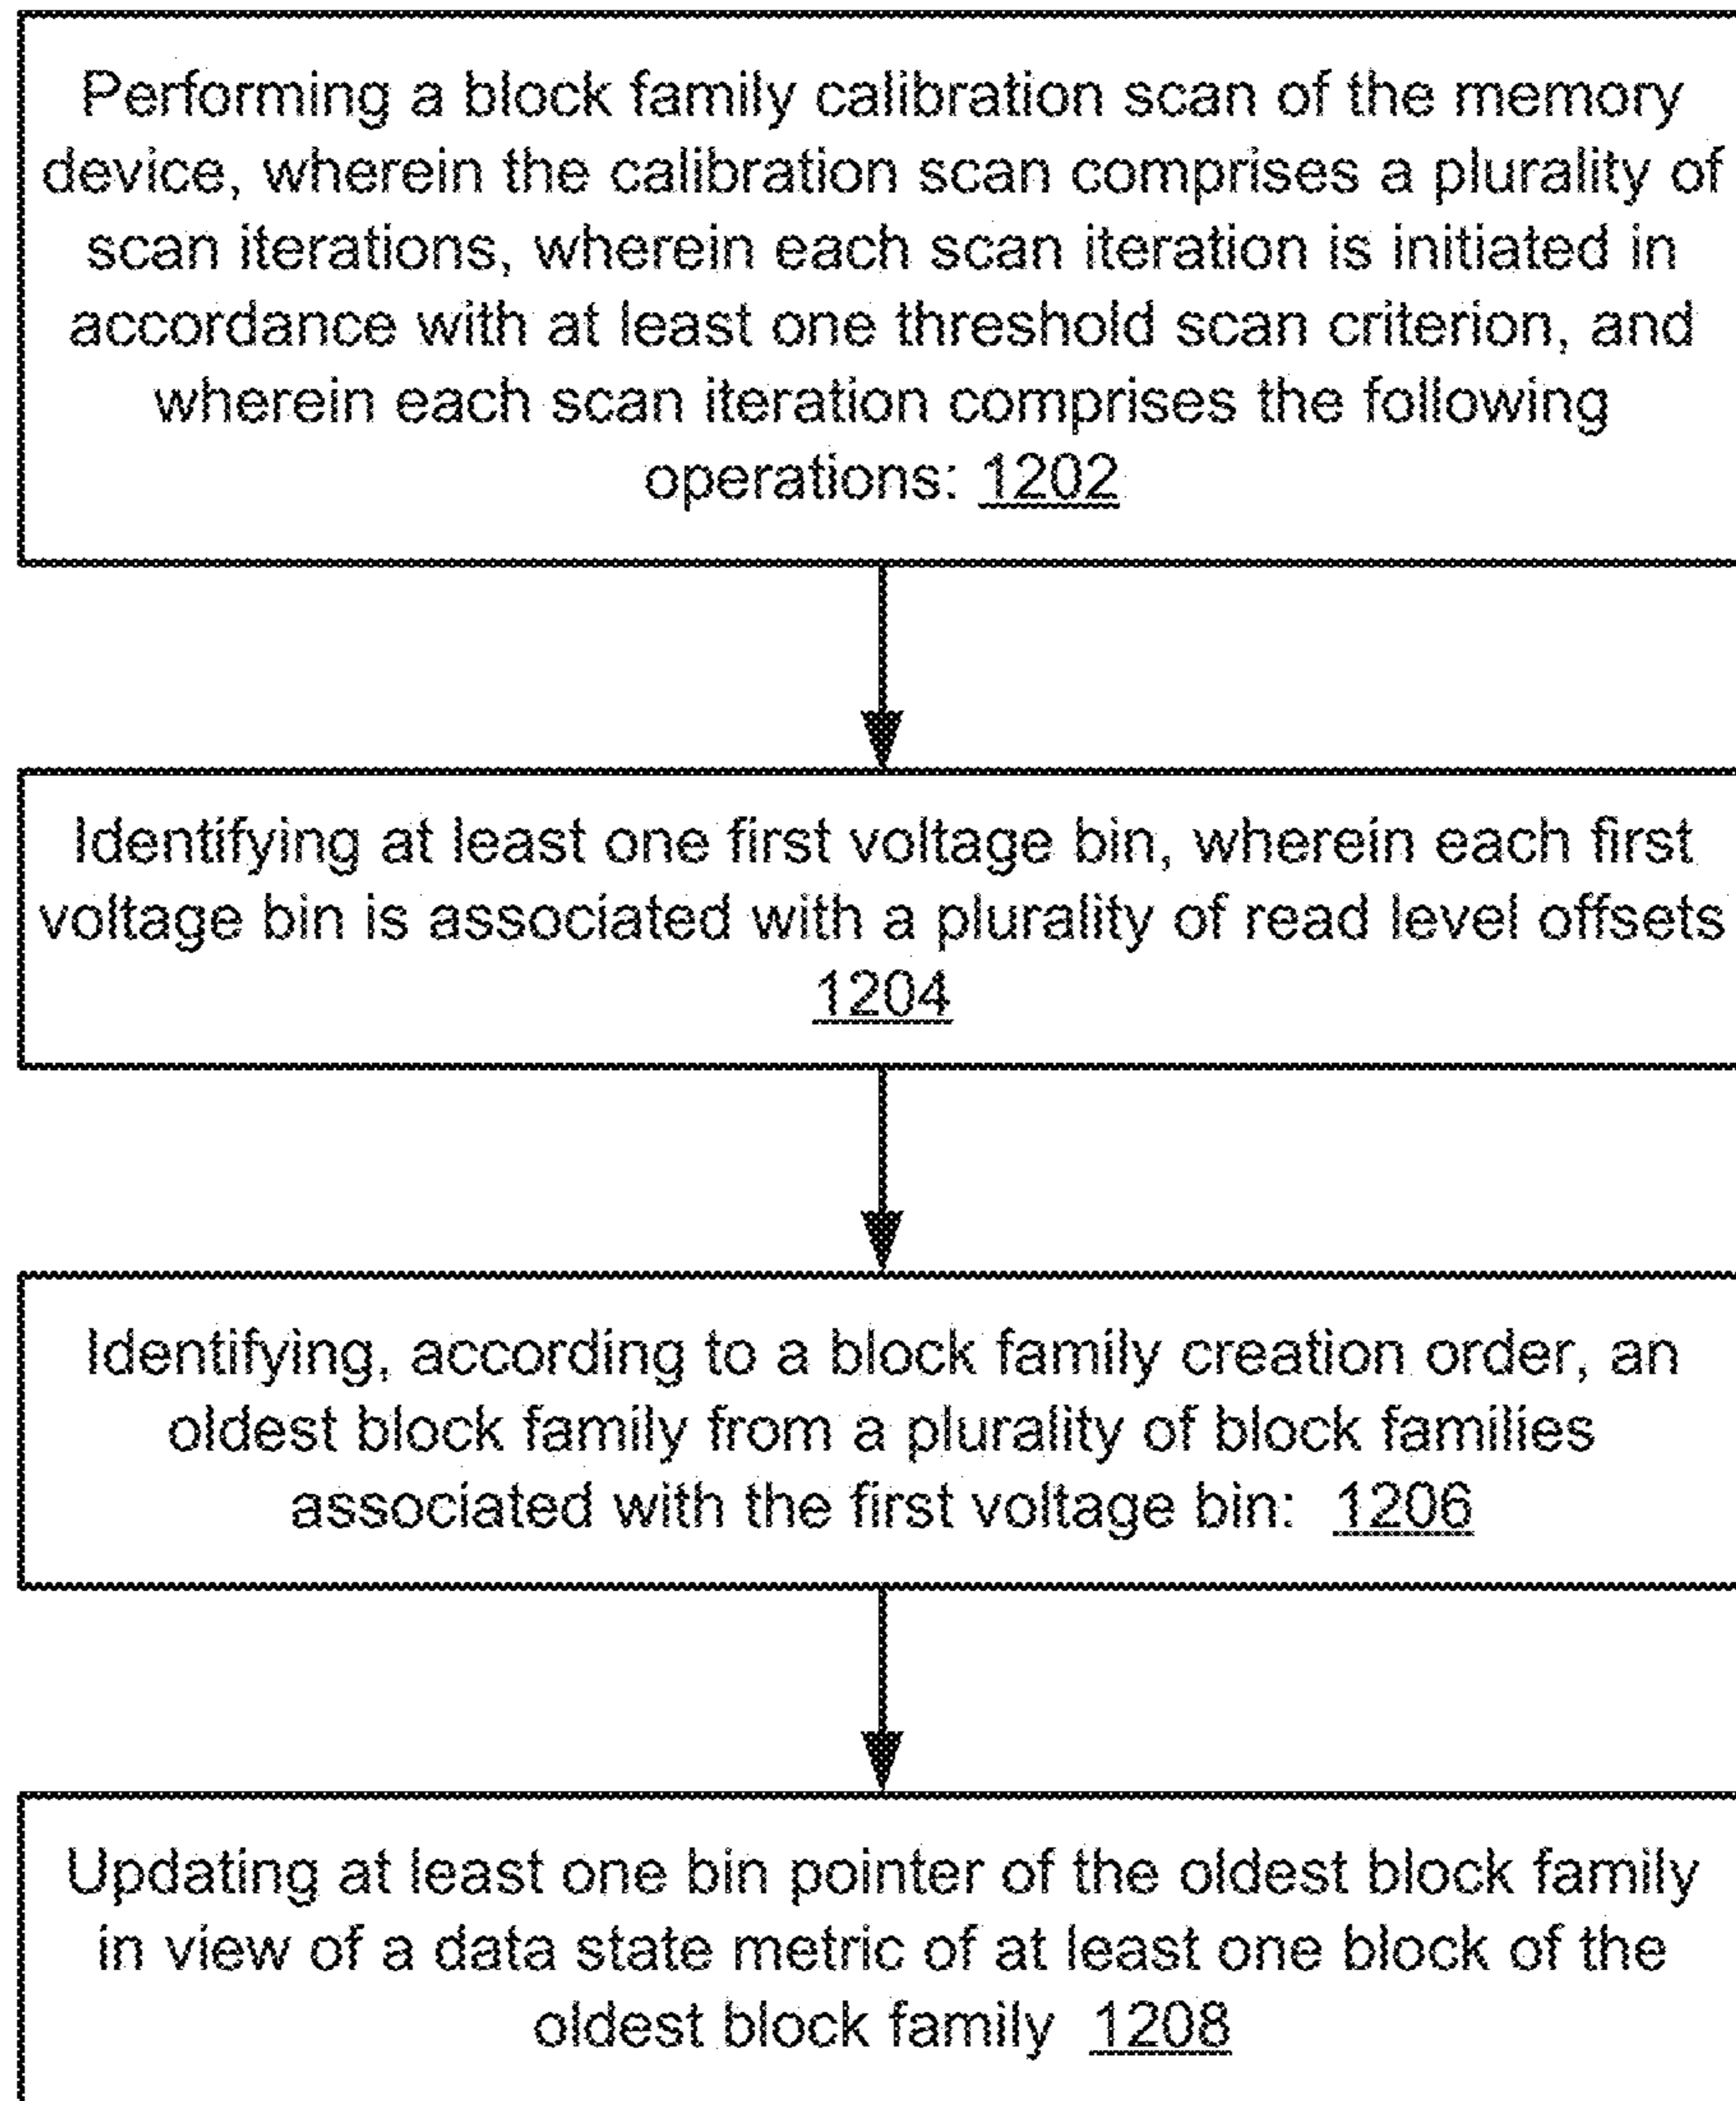 Performing a block family calibration scan of the memory
device, wherein the calibration scan comprises a plurality of
scan iterations, wherein each scan iteration is initiated in
accordance with at least one threshold scan criterion, and
wherein each scan iteration comprises the following
operations: 1202
Identifying at least one first voltage bin, wherein each first
voltage bin is associated with a plurality of read level offsets
1204
Identifying, according to a block family creation order, an
oldest block family from a plurality of block families
associated with the first voltage bin: 1206
Updating at least one bin pointer of the oldest block family
in view of a data state metric of at least one block of the
oldest block family 1208